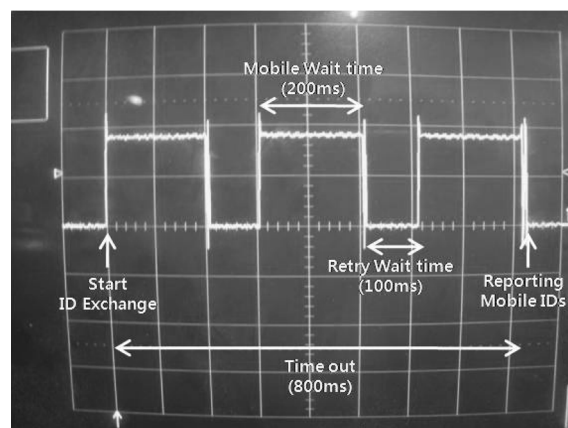 Mobile Wait time
(200ms)
Retry Wait time
(100ms)
Start
ID Exchange
Reporting
Mobile IDs
Time out
(800ms)